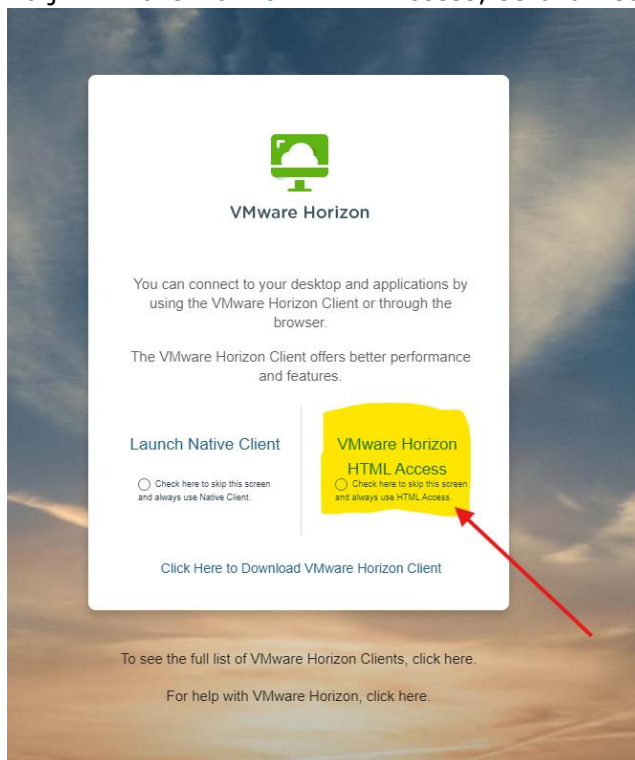 VMware Horizon
You can connect to your desktop and applications by
using the VMware Horizon Client or through the
browser.
The VMware Horizon Client offers better performance
and features.
Launch Native Client
Check here to skip this screen
and always use Native Client.
VMware Horizon
HTML Access
Check here to skip this screen
and always use HTML Access.
Click Here to Download VMware Horizon Client
To see the full list of VMware Horizon Clients, click here.
For help with VMware Horizon, click here.